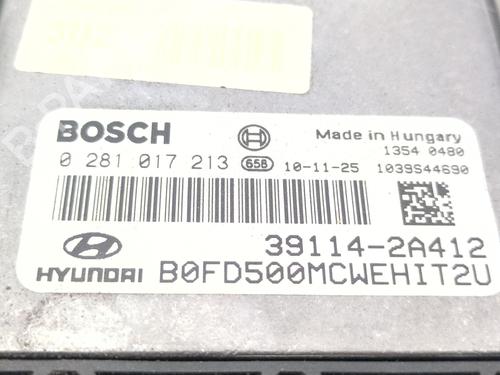 BOSCH
Made in Hungary
1354 0480
0 281 017 213 658 10-11-25 1039S44690
39114-2A412
HYUNDAI B0FD500MCWEHIT2U